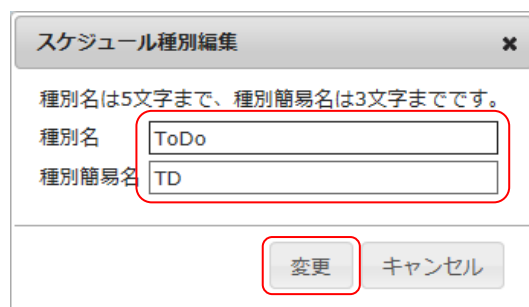 スケジュール種別編集 ×
種別名は5文字まで、種別簡易名は3文字までです。
種別名 ToDo
種別簡易名 TD
変更 キャンセル